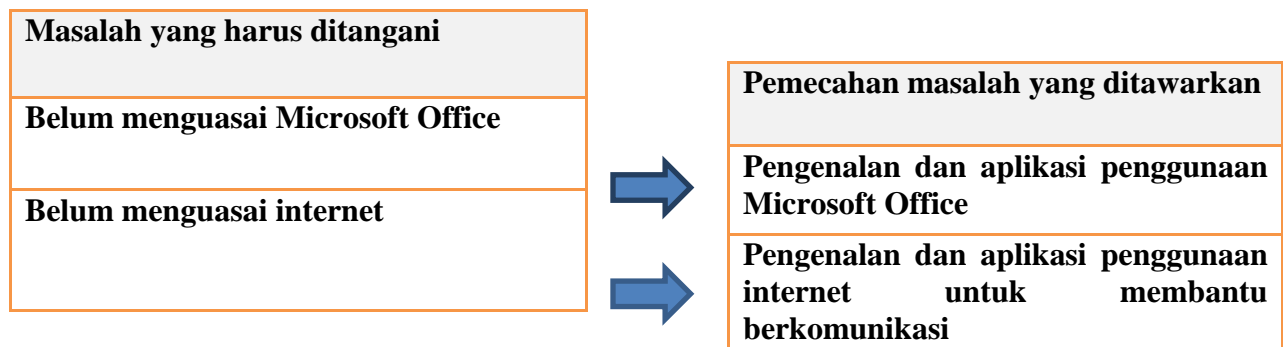 Masalah yang harus ditangani
Belum menguasai Microsoft Office
Belum menguasai internet
Pemecahan masalah yang ditawarkan
Pengenalan dan aplikasi penggunaan
Microsoft Office
Pengenalan dan aplikasi penggunaan
internet untuk membantu
berkomunikasi